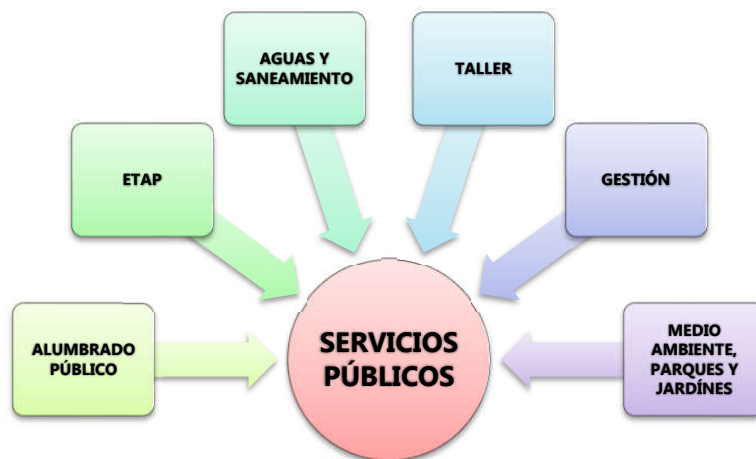 AGUAS Y
SANEAMIENTO
TALLER
ETAP
GESTIÓN
ALUMBRADO
PÚBLICO
SERVICIOS
PÚBLICOS
MEDIO
AMBIENTE,
PARQUES Y
JARDÍNES